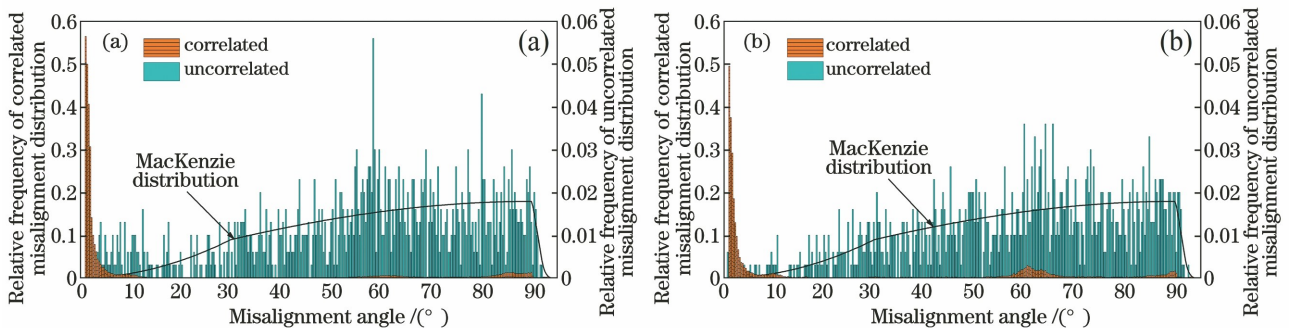 Relative frequency of correlated
misalignment distribution
0.6
0.5
0.4
0.3
0.2
0.1
0
(a)
(a)
correlated
uncorrelated
MacKenzie
distribution
0.06
0.05
0.04
0.03
0.02
0.01
0
Relative frequency of uncorrelated
misalignment distribution
0 10 20 30 40 50 60 70 80 90
Misalignment angle /(° )
Relative frequency of correlated
misalignment distribution
0.6
0.5
0.4
0.3
0.2
0.1
0
(b)
(b)
correlated
uncorrelated
MacKenzie
distribution
0.06
0.05
0.04
0.03
0.02
0.01
0
Relative frequency of uncorrelated
misalignment distribution
0 10 20 30 40 50 60 70 80 90
Misalignment angle /(° )